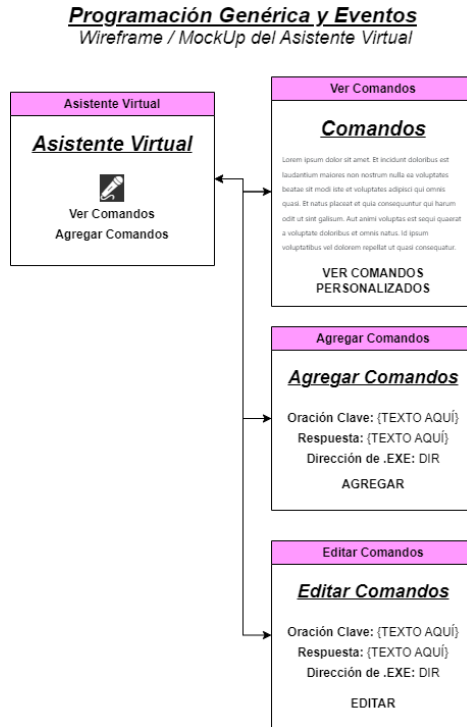 Programación Genérica y Eventos
Wireframe / MockUp del Asistente Virtual
Asistente Virtual
Asistente Virtual
Ver Comandos
Agregar Comandos
Ver Comandos
Comandos
Lorem ipsum dolor sit amet. Et incidunt doloribus est
laudantium maiores non nostrum nulla ea voluptates
beatae sit modi iste et voluptates adipisci qui omnis
quasi. Et natus placeat et quia consequuntur qui harum
odit ut sint galisum. Aut animi voluptas est sequi quaerat
a voluptate doloribus et omnis natus. Id ipsum
voluptatibus vel dolorem repellat ut quasi consequatur.
VER COMANDOS
PERSONALIZADOS
Agregar Comandos
Agregar Comandos
Oración Clave: {TEXTO AQUÍ}
Respuesta: {TEXTO AQUÍ}
Dirección de .EXE: DIR
AGREGAR
Editar Comandos
Editar Comandos
Oración Clave: {TEXTO AQUÍ}
Respuesta: {TEXTO AQUÍ}
Dirección de .EXE: DIR
EDITAR